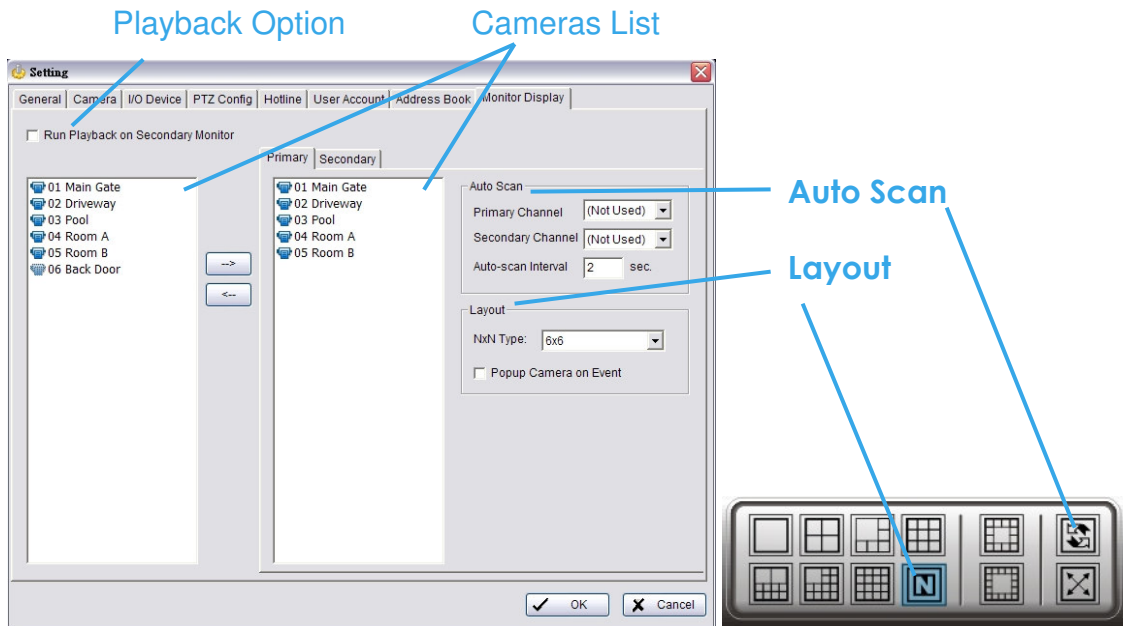 Playback Option
Cameras List
Setting
General Camera I/O Device PTZ Config Hotline User Account Address Book Monitor Display
Run Playback on Secondary Monitor
Primary Secondary
01 Main Gate
02 Driveway
03 Pool
04 Room A
05 Room B
06 Back Door
-->
<--
01 Main Gate
02 Driveway
03 Pool
04 Room A
05 Room B
Auto Scan
Primary Channel (Not Used)
Secondary Channel (Not Used)
Auto-scan Interval 2 sec.
Layout
NxN Type: 6x6
Popup Camera on Event
OK Cancel
Auto Scan
Layout
N